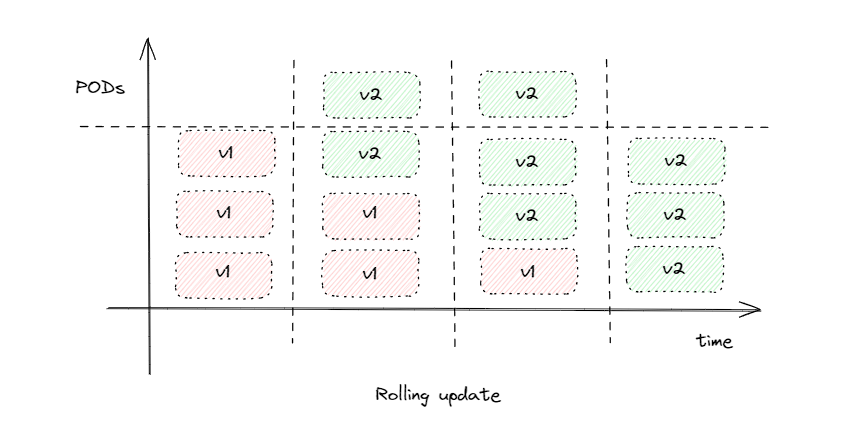 PODs
v2 v2
v1 v2 v2 v2
v1 v1 v2 v2
v1 v1 v1 v2
time
Rolling update